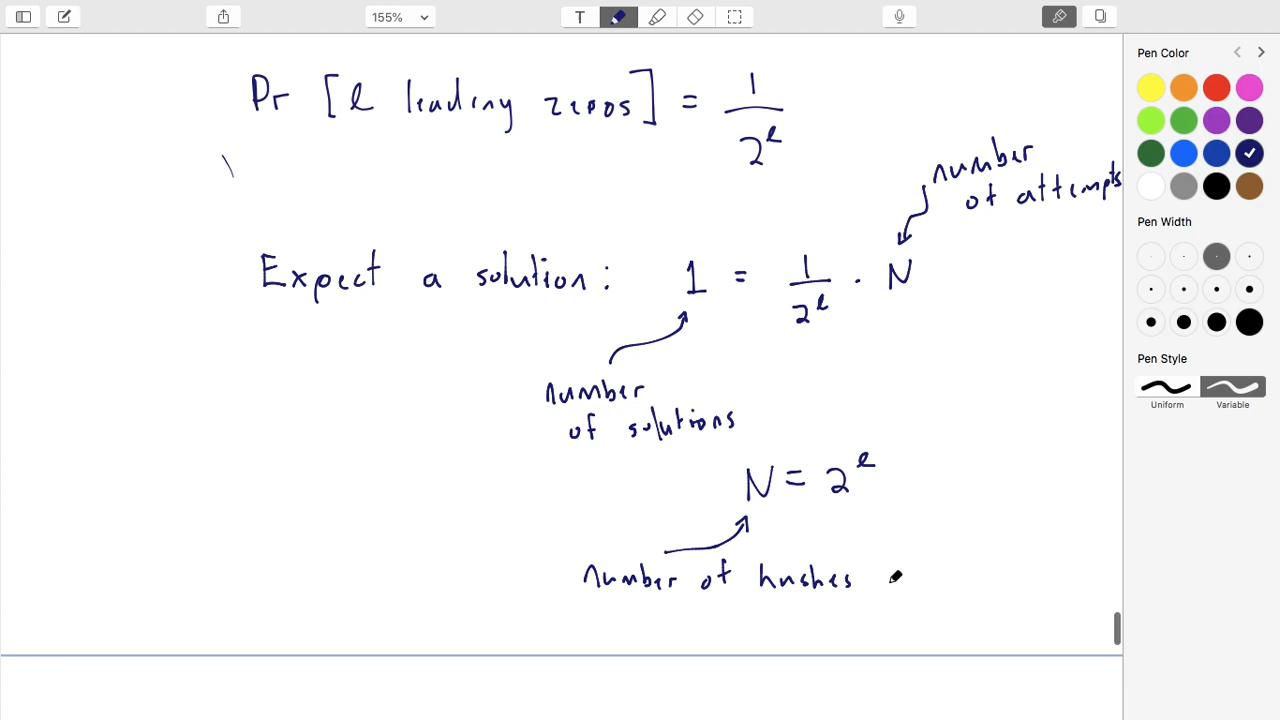 155%
T
Pr [ℓ leading zeros] = 1/2^ℓ
number
of attempts
Expect a solution: 1 = 1/2^ℓ · N
number
of solutions
N = 2^ℓ
number of hashes
Pen Color
Pen Width
Pen Style
Uniform Variable